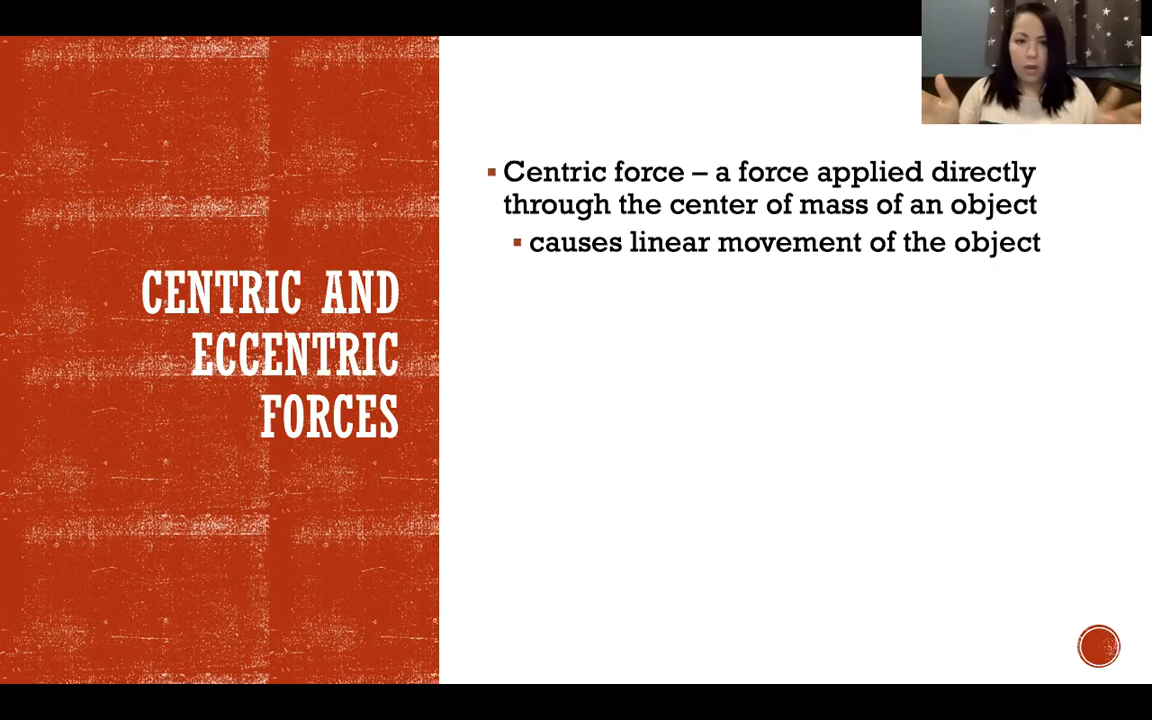 CENTRIC AND
ECCENTRIC
FORCES
▪ Centric force – a force applied directly
through the center of mass of an object
▪ causes linear movement of the object